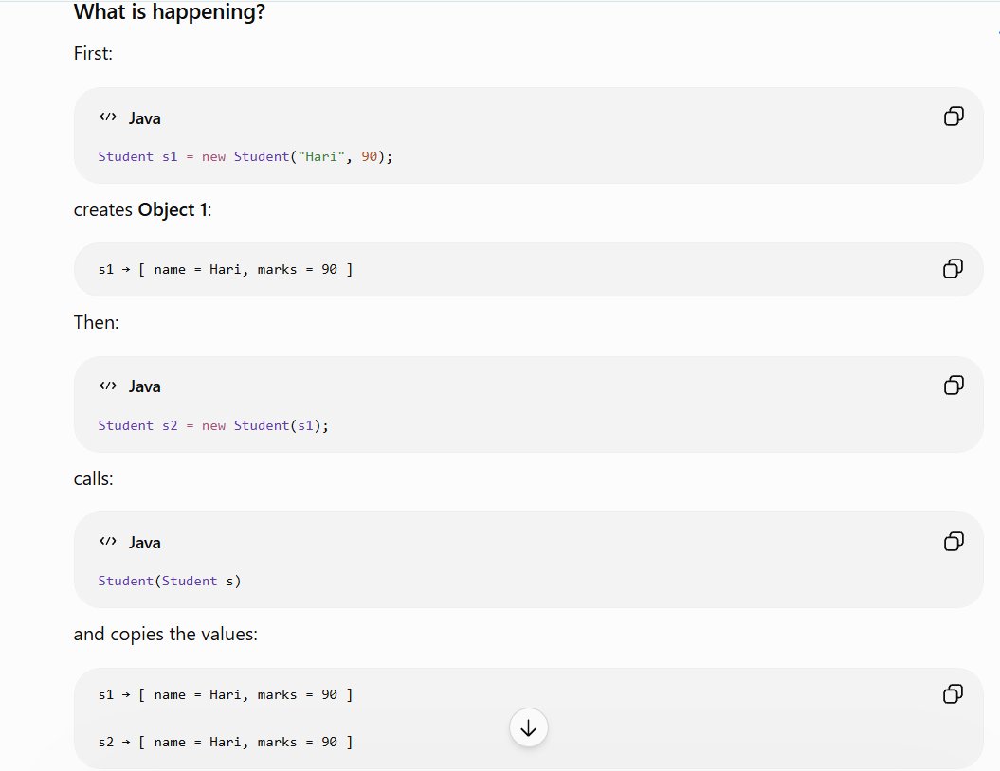 What is happening?
First:
Java
Student s1 = new Student("Hari", 90);
creates Object 1:
s1 → [ name = Hari, marks = 90 ]
Then:
Java
Student s2 = new Student(s1);
calls:
Java
Student(Student s)
and copies the values:
s1 → [ name = Hari, marks = 90 ]
s2 → [ name = Hari, marks = 90 ]